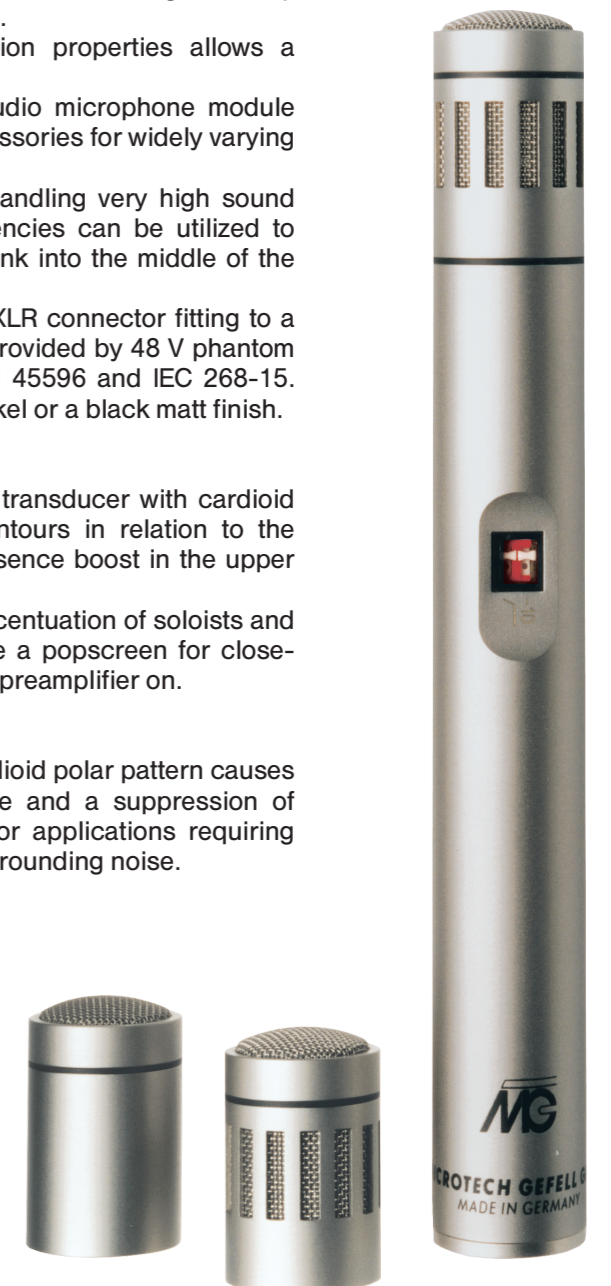 ion properties allows a
udio microphone module
ssories for widely varying
andling very high sound
encies can be utilized to
nk into the middle of the
XLR connector fitting to a
rovided by 48 V phantom
45596 and IEC 268-15.
kel or a black matt finish.
transducer with cardioid
ntours in relation to the
sence boost in the upper
centuation of soloists and
e a popscreen for close-
preamplifier on.
dioid polar pattern causes
e and a suppression of
or applications requiring
rounding noise.
MG
CROTECH GEFELL G
MADE IN GERMANY